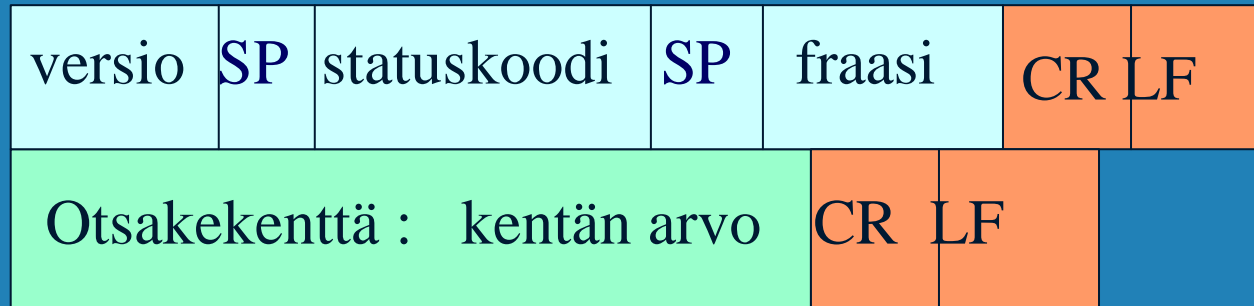 versio SP statuskoodi SP fraasi CR LF
Otsakekenttä : kentän arvo CR LF